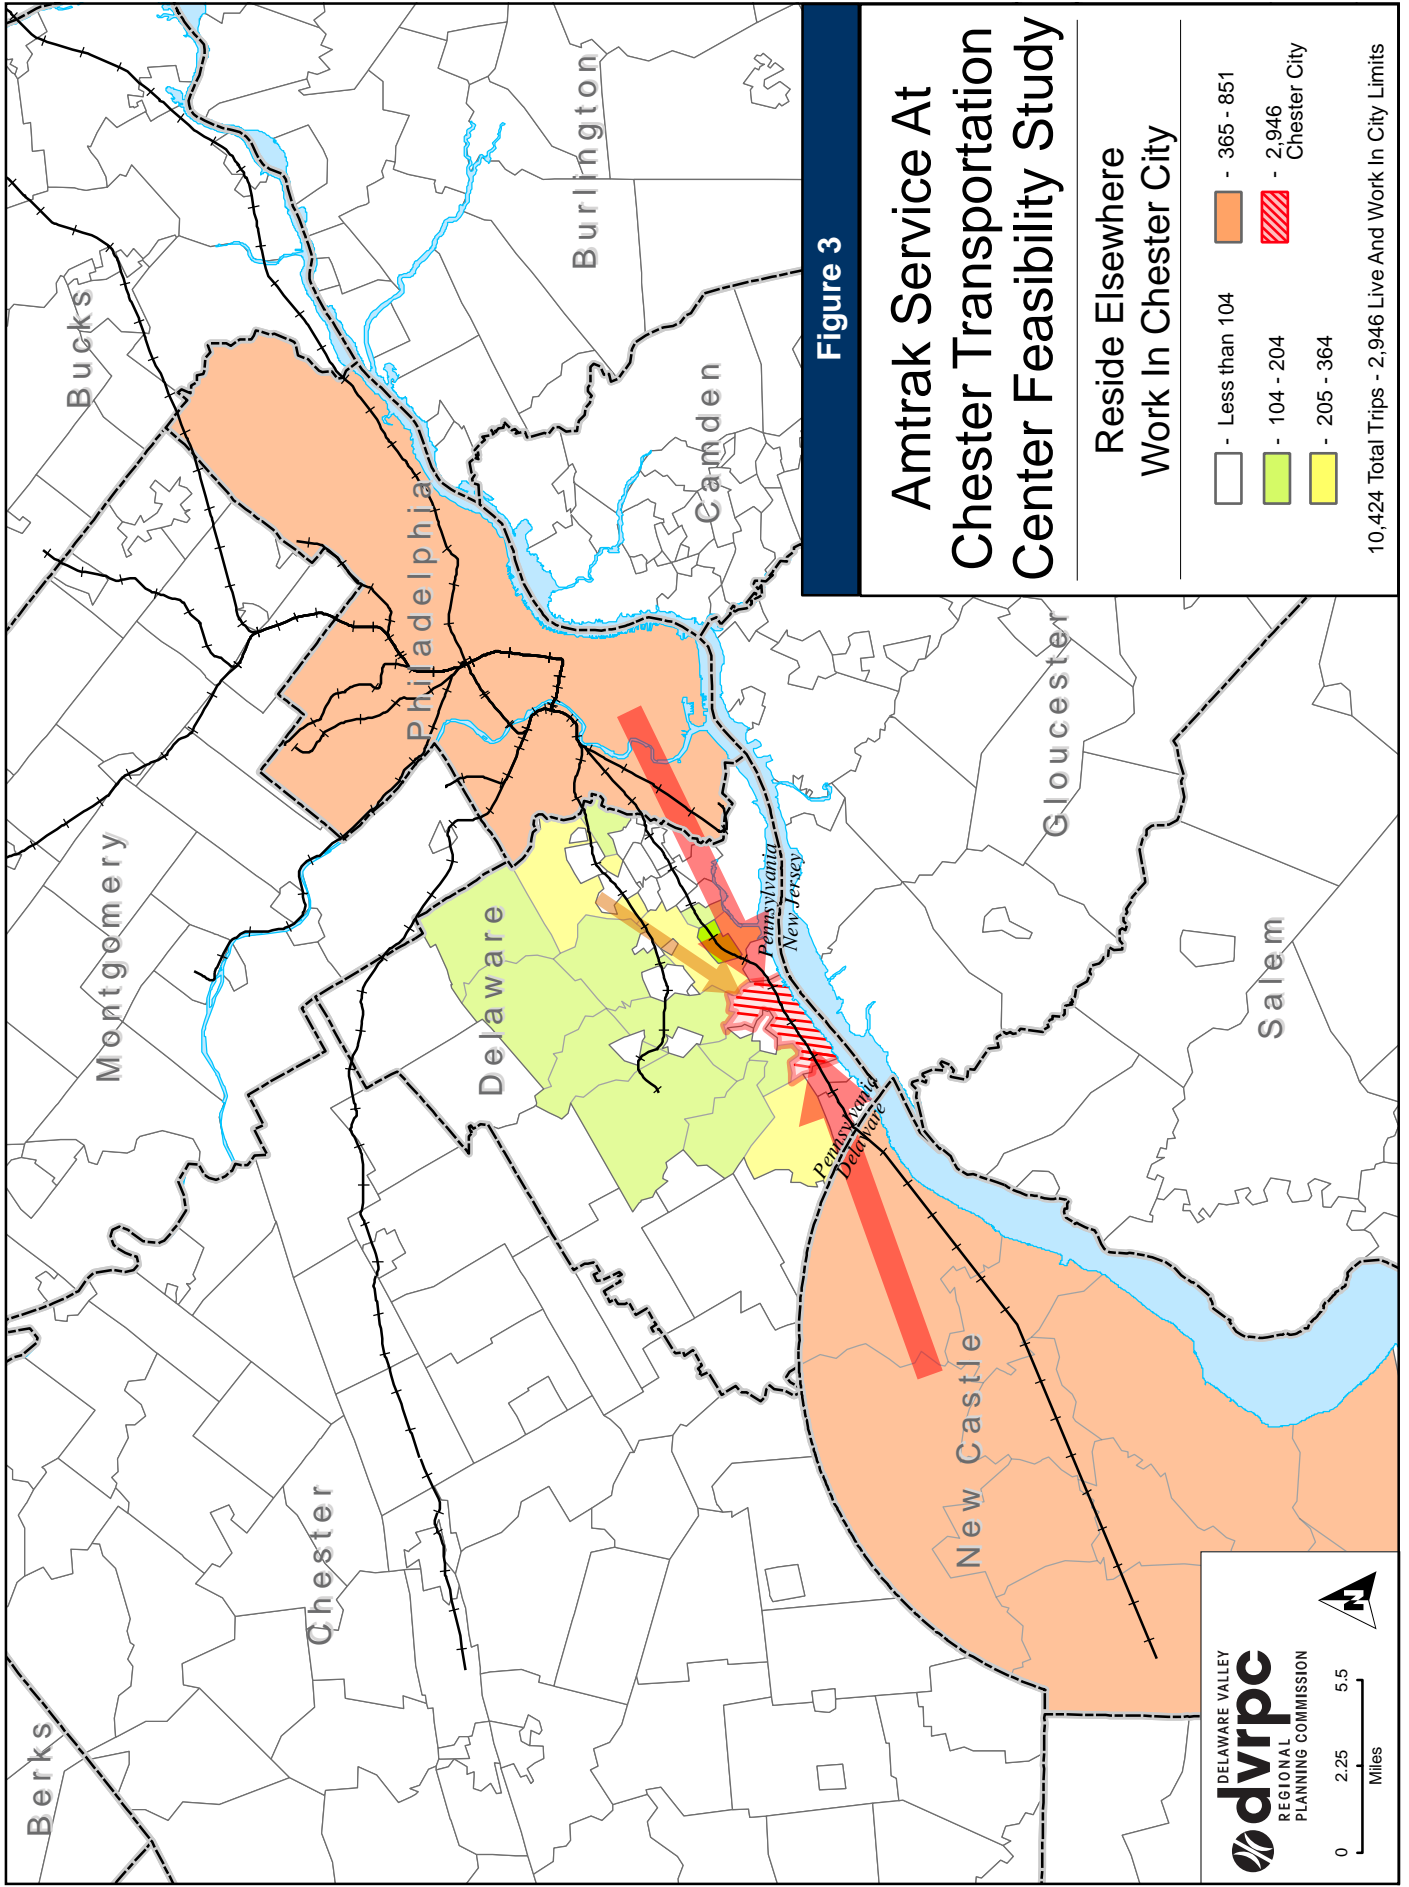 Figure 3
Amtrak Service At
Chester Transportation
Center Feasibility Study
Reside Elsewhere
Work In Chester City
- Less than 104
- 104 - 204
- 205 - 364
- 365 - 851
- 2,946
Chester City
10,424 Total Trips - 2,946 Live And Work In City Limits
Berks
Montgomery
Bucks
Chester
Philadelphia
Delaware
Burlington
Camden
New Castle
Gloucester
Salem
Pennsylvania
New Jersey
Pennsylvania
Delaware
DELAWARE VALLEY
dvrpc
REGIONAL
PLANNING COMMISSION
0 2.25 5.5
Miles
N